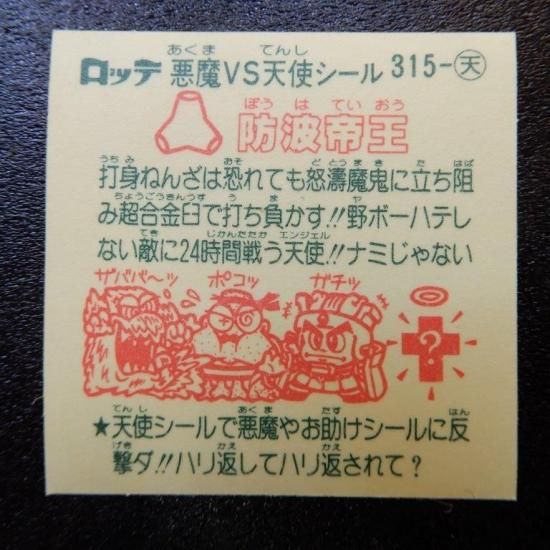 ロッテ 悪魔VS天使シール 315-天
あくま てんし
防波帝王
ぼう は てい おう
打身ねんざは恐れても怒濤魔鬼に立ち阻
うちみ おそ どとうまき た はば
み超合金臼で打ち負かす!!野ボーハテし
ちょうごうきんうす う ま ヤ
ない敵に24時間戦う天使!!ナミじゃない
てき じかんたたか エンジェル
ザババ〜ッ ポコッ ガチッ
?
★天使シールで悪魔やお助けシールに反
てんし あくま たす はん
撃ダ!!ハリ返してハリ返されて?
げき かえ かえ